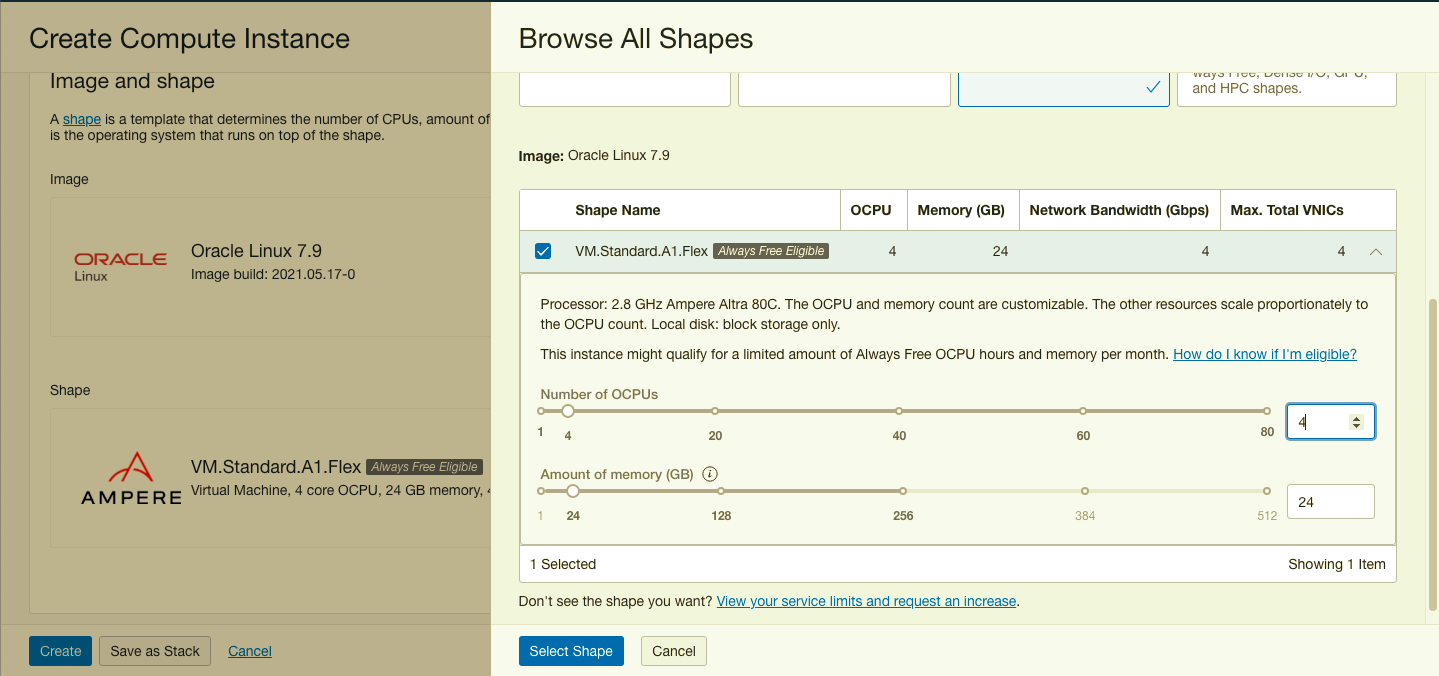 Create Compute Instance
Image and shape
A shape is a template that determines the number of CPUs, amount of
is the operating system that runs on top of the shape.
Image
ORACLE
Linux
Oracle Linux 7.9
Image build: 2021.05.17-0
Shape
AMPERE
VM.Standard.A1.Flex Always Free Eligible
Virtual Machine, 4 core OCPU, 24 GB memory,
Create Save as Stack Cancel
Browse All Shapes
ways Free, Dense I/O, GPU,
and HPC shapes.
Image: Oracle Linux 7.9
Shape Name OCPU Memory (GB) Network Bandwidth (Gbps) Max. Total VNICs
VM.Standard.A1.Flex Always Free Eligible 4 24 4 4
Processor: 2.8 GHz Ampere Altra 80C. The OCPU and memory count are customizable. The other resources scale proportionately to
the OCPU count. Local disk: block storage only.
This instance might qualify for a limited amount of Always Free OCPU hours and memory per month. How do I know if I'm eligible?
Number of OCPUs
1 4 20 40 60 80
4
Amount of memory (GB) i
1 24 128 256 384 512
24
1 Selected Showing 1 Item
Don't see the shape you want? View your service limits and request an increase.
Select Shape Cancel